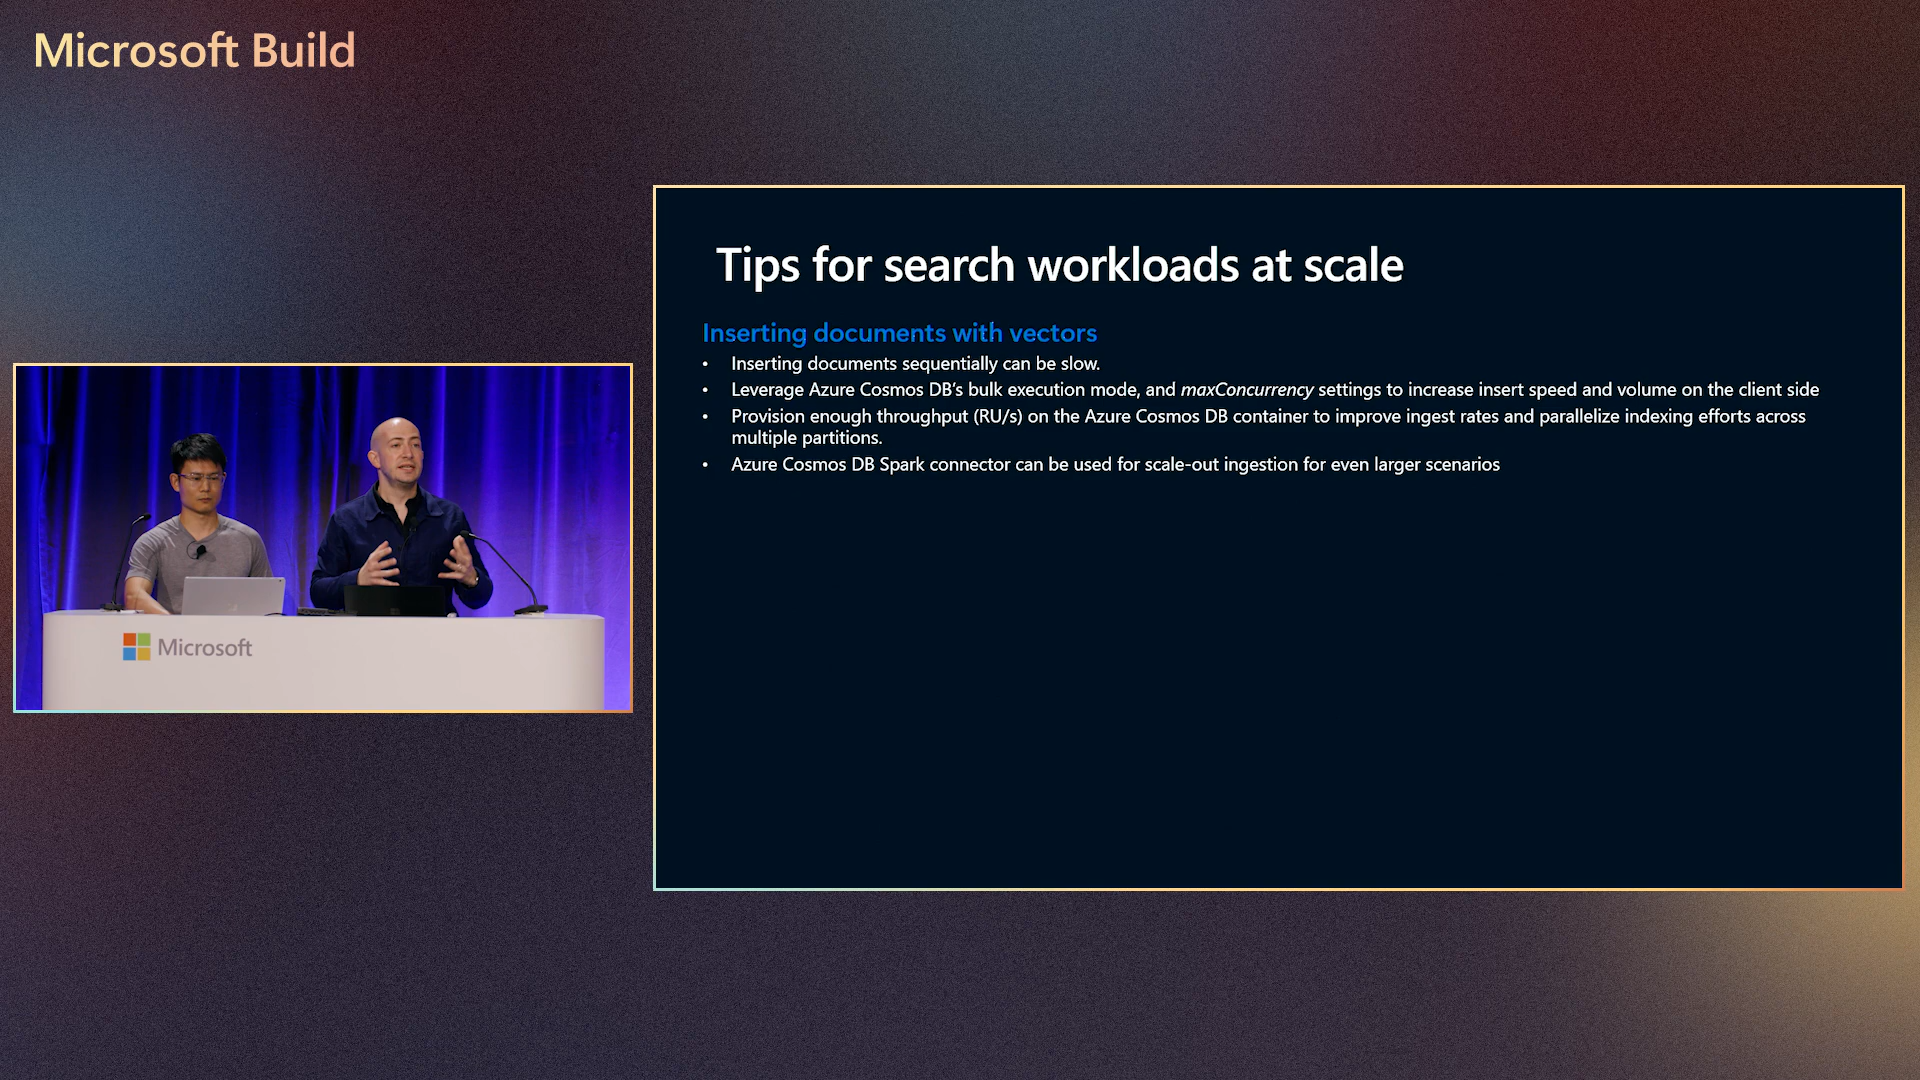 Microsoft Build
Tips for search workloads at scale
Inserting documents with vectors
• Inserting documents sequentially can be slow.
• Leverage Azure Cosmos DB's bulk execution mode, and maxConcurrency settings to increase insert speed and volume on the client side
• Provision enough throughput (RU/s) on the Azure Cosmos DB container to improve ingest rates and parallelize indexing efforts across
multiple partitions.
• Azure Cosmos DB Spark connector can be used for scale-out ingestion for even larger scenarios
Microsoft